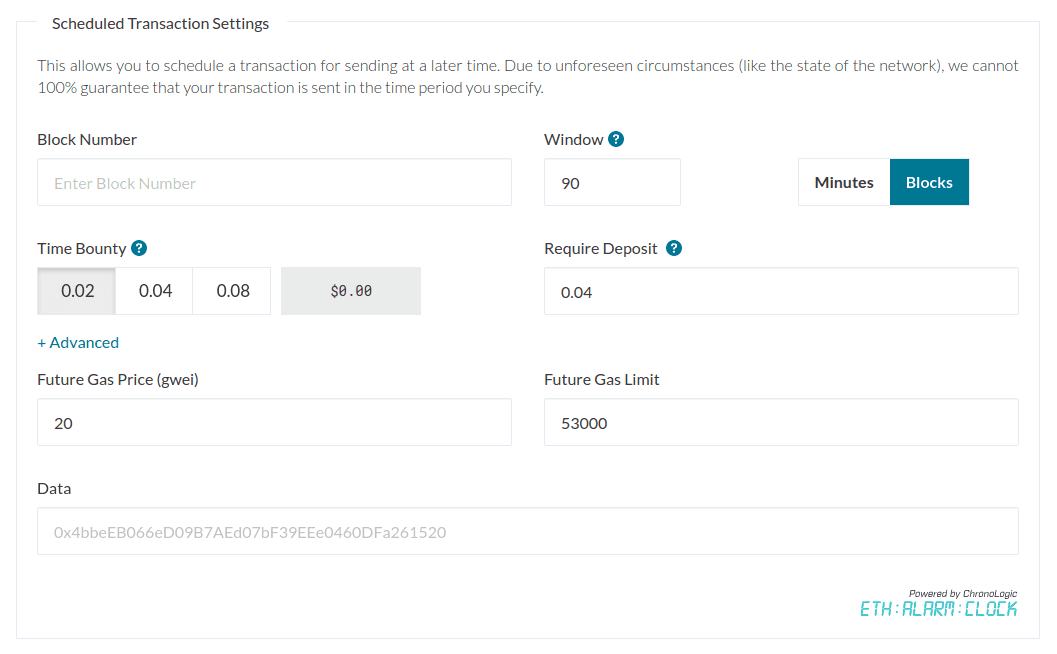 Scheduled Transaction Settings
This allows you to schedule a transaction for sending at a later time. Due to unforeseen circumstances (like the state of the network), we cannot
100% guarantee that your transaction is sent in the time period you specify.
Block Number
Enter Block Number
Window ?
90
Minutes Blocks
Time Bounty ?
0.02 0.04 0.08 $0.00
Require Deposit ?
0.04
+ Advanced
Future Gas Price (gwei)
20
Future Gas Limit
53000
Data
0x4bbeEB066eD09B7AEd07bF39EEe0460DFa261520
Powered by ChronoLogic
ETH:ALARM:CLOCK